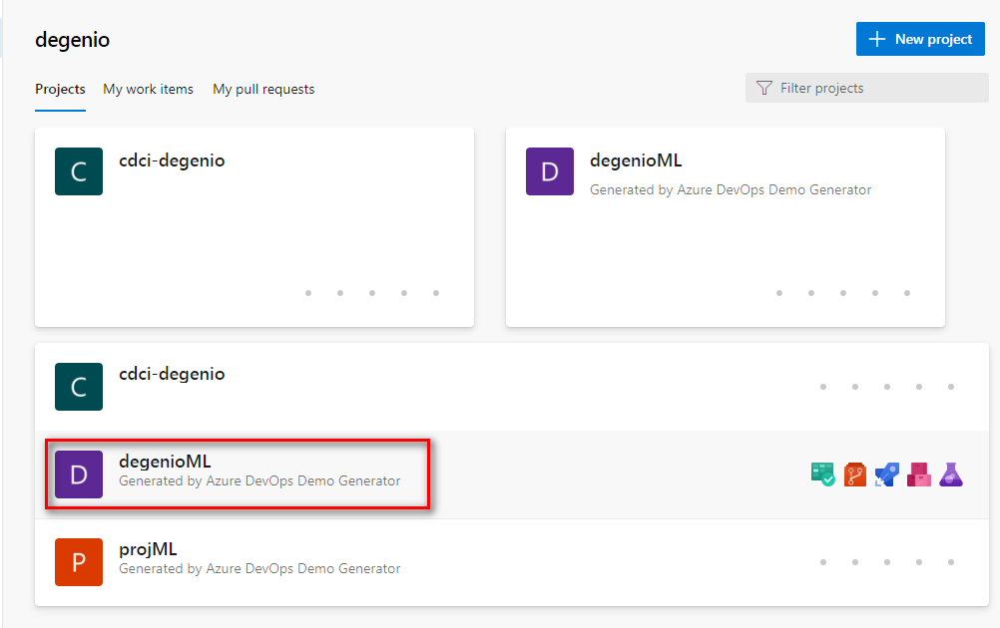 degenio
New project
Projects My work items My pull requests
Filter projects
C cdci-degenio
D degenioML
Generated by Azure DevOps Demo Generator
C cdci-degenio
D degenioML
Generated by Azure DevOps Demo Generator
P projML
Generated by Azure DevOps Demo Generator